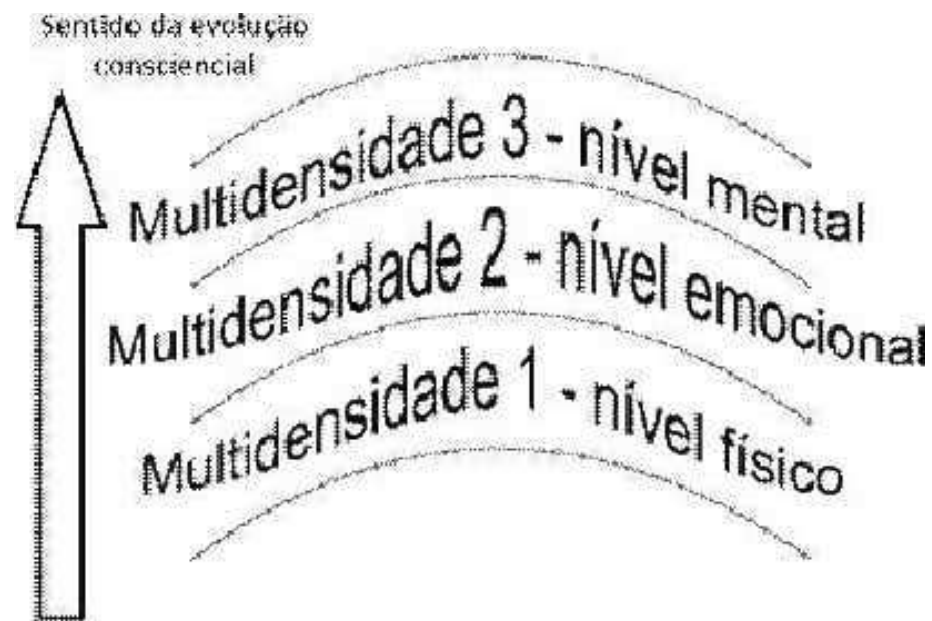 Sentido da evolução
consciencial
Multidensidade 3 - nível mental
Multidensidade 2 - nível emocional
Multidensidade 1 - nível físico